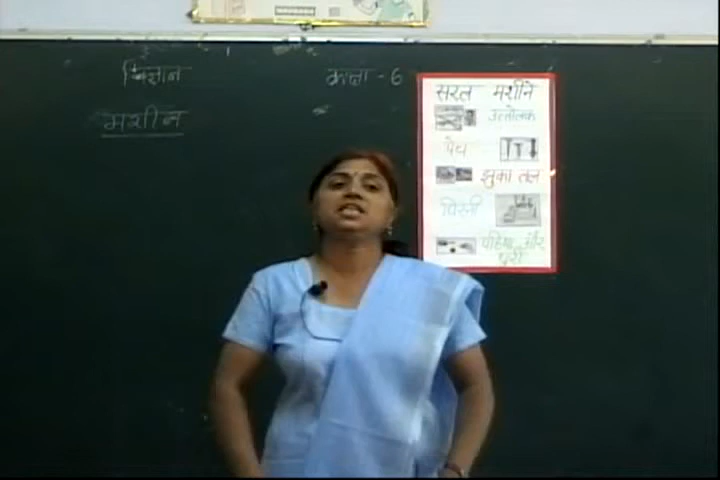 विज्ञान
कक्षा - 6
मशीन
सरल मशीने
उत्तोलक
पेंच
झुका तल
घिरनी
पहिया और
धुरी